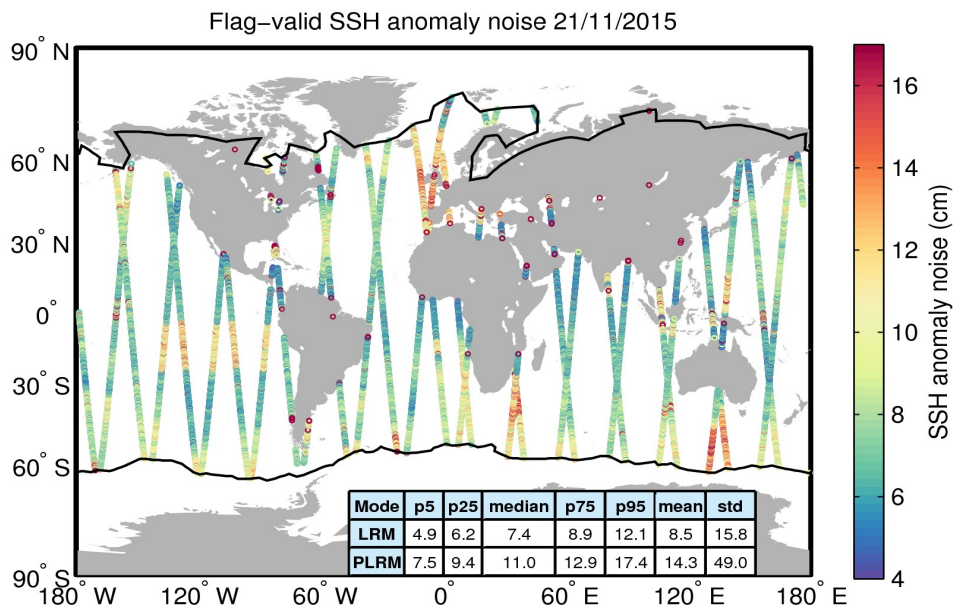 Flag−valid SSH anomaly noise 21/11/2015
90° N
60° N
30° N
0°
30° S
60° S
90° S
180° W
120° W
60° W
0°
60° E
120° E
180° E
16
14
12
10
8
6
4
SSH anomaly noise (cm)
Mode p5 p25 median p75 p95 mean std
LRM 4.9 6.2 7.4 8.9 12.1 8.5 15.8
PLRM 7.5 9.4 11.0 12.9 17.4 14.3 49.0